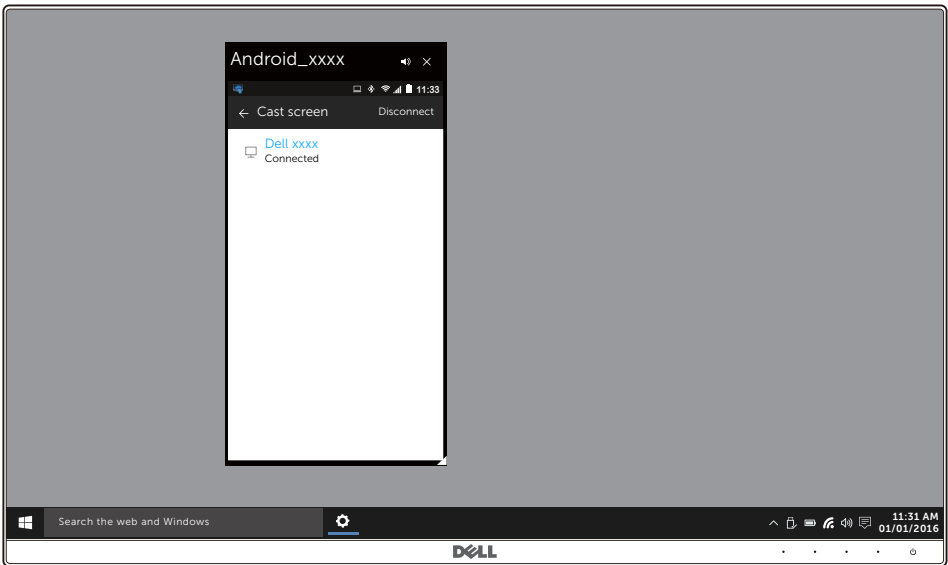 Android_xxxx
11:33
Cast screen Disconnect
Dell xxxx
Connected
Search the web and Windows
11:31 AM
01/01/2016
DELL